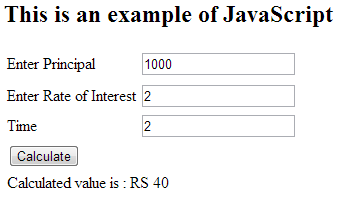 This is an example of JavaScript
Enter Principal 1000
Enter Rate of Interest 2
Time 2
Calculate
Calculated value is : RS 40